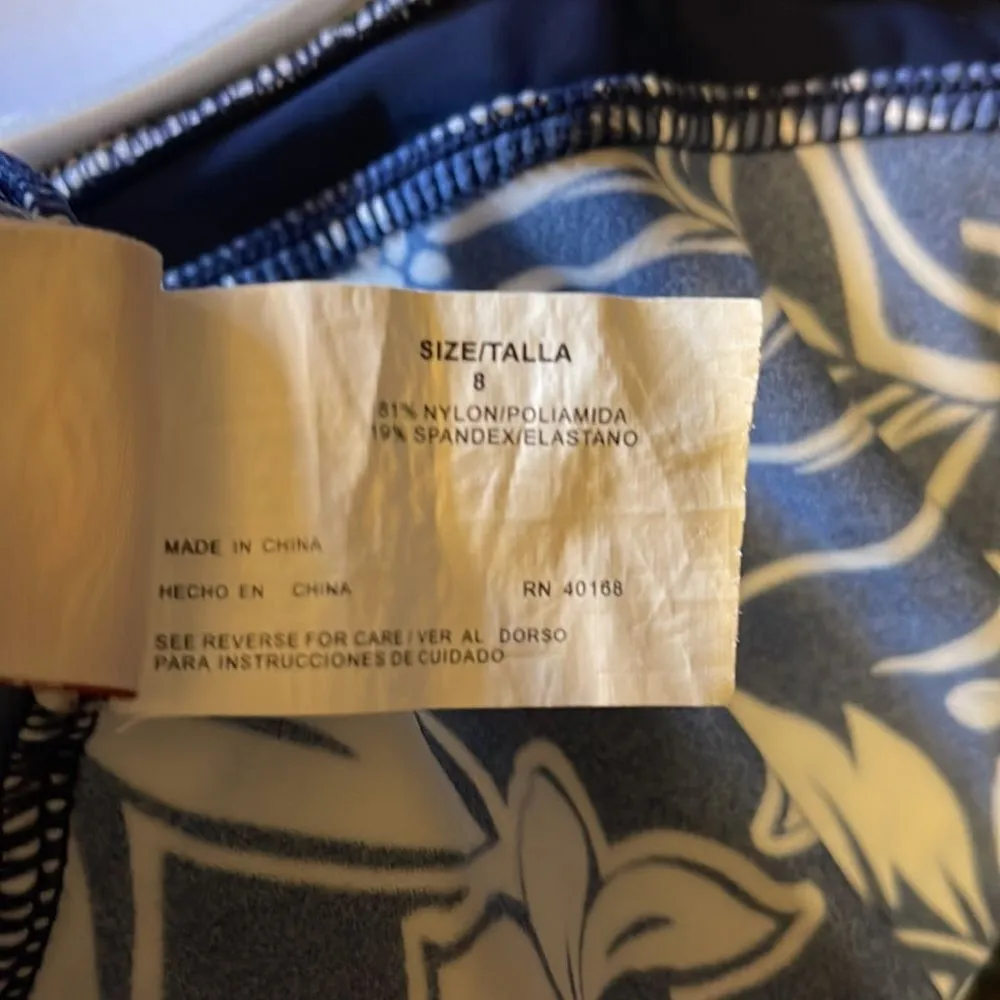 SIZE/TALLA
8
81% NYLON/POLIAMIDA
19% SPANDEX/ELASTANO
MADE IN CHINA
HECHO EN CHINA RN 40168
SEE REVERSE FOR CARE/VER AL DORSO
PARA INSTRUCCIONES DE CUIDADO